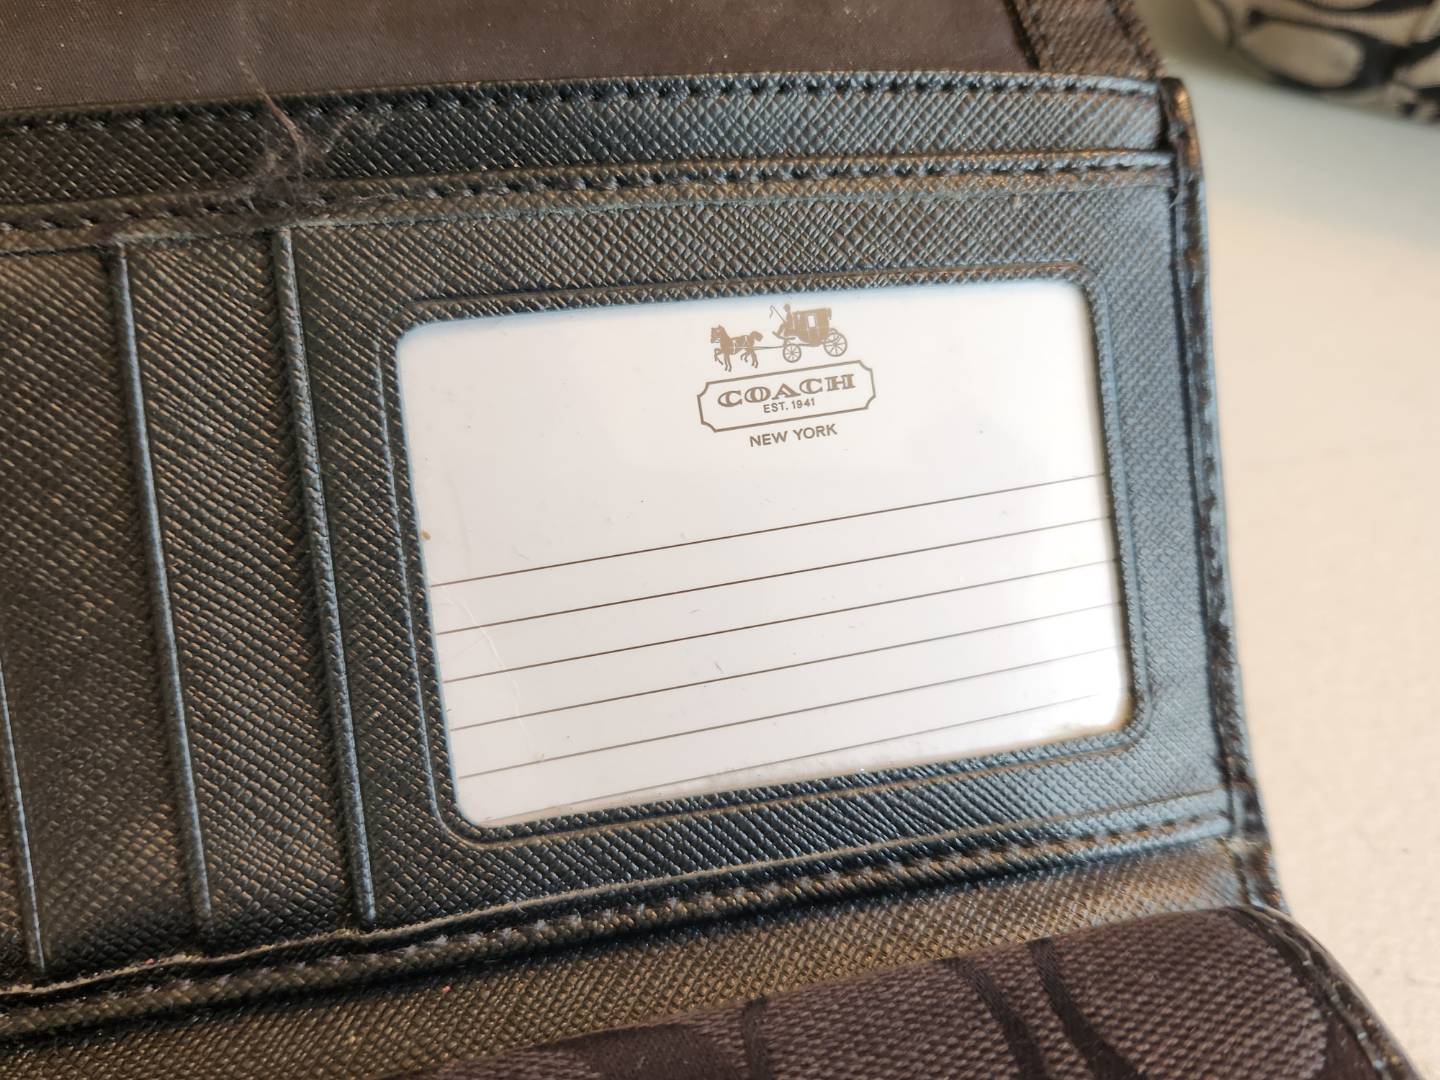 COACH
EST. 1941
NEW YORK